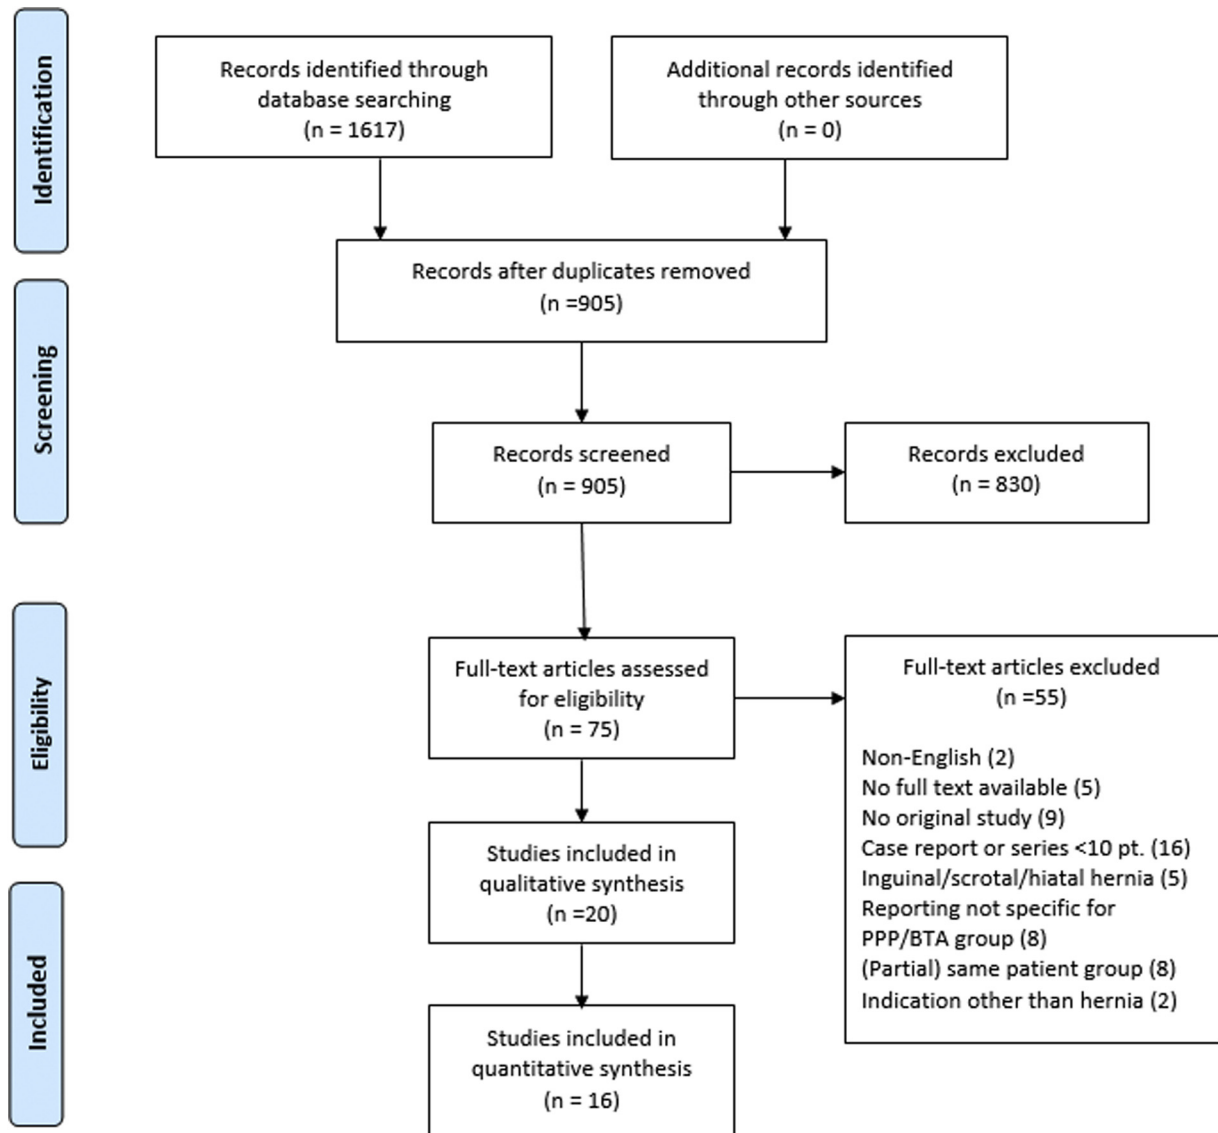 Identification
Records identified through
database searching
(n = 1617)
Additional records identified
through other sources
(n = 0)
Records after duplicates removed
(n =905)
Screening
Records screened
(n = 905)
Records excluded
(n = 830)
Eligibility
Full-text articles assessed
for eligibility
(n = 75)
Full-text articles excluded
(n =55)
Non-English (2)
No full text available (5)
No original study (9)
Case report or series <10 pt. (16)
Inguinal/scrotal/hiatal hernia (5)
Reporting not specific for
PPP/BTA group (8)
(Partial) same patient group (8)
Indication other than hernia (2)
Studies included in
qualitative synthesis
(n =20)
Included
Studies included in
quantitative synthesis
(n = 16)